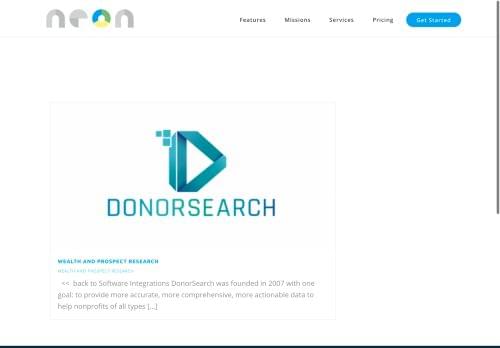 neon
Features Missions Services Pricing Get Started
DONORSEARCH
WEALTH AND PROSPECT RESEARCH
WEALTH AND PROSPECT RESEARCH
<< back to Software Integrations DonorSearch was founded in 2007 with one
goal: to provide more accurate, more comprehensive, more actionable data to
help nonprofits of all types [...]